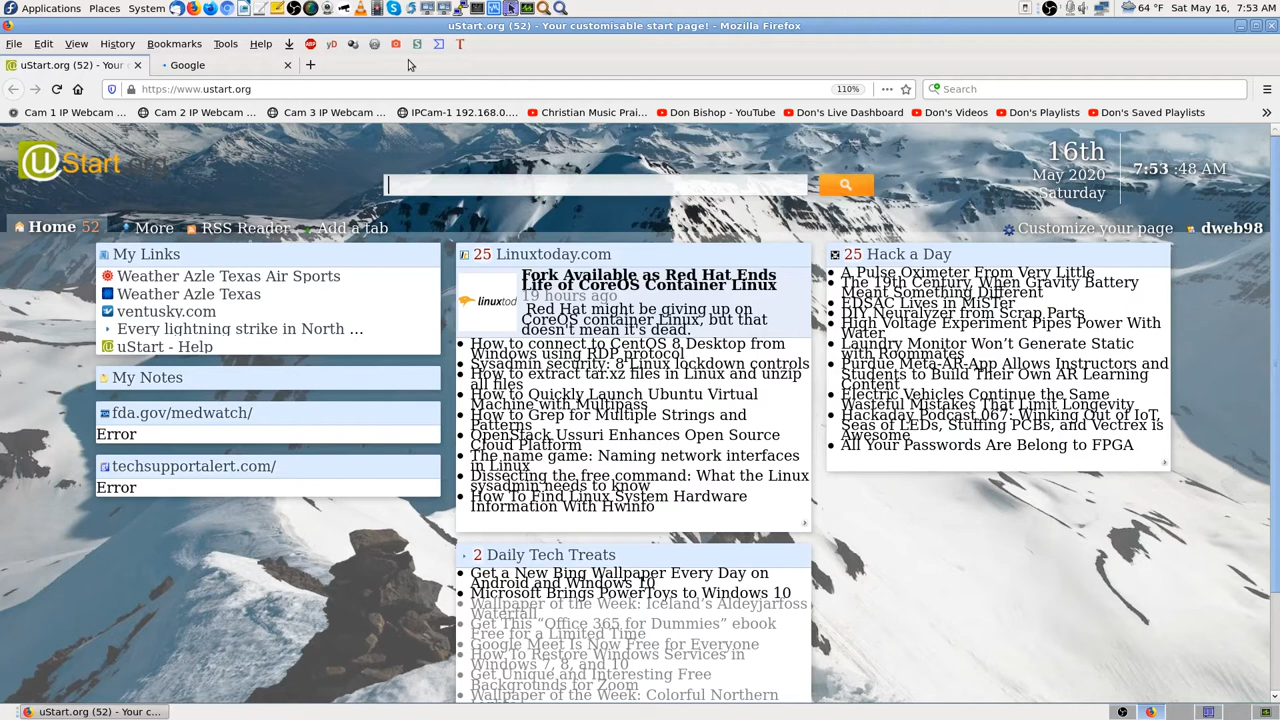 Applications Places System 64 °F Sat May 16, 7:53 AM
uStart.org (52) - Your customisable start page! - Mozilla Firefox
File Edit View History Bookmarks Tools Help
uStart.org (52) - Your c Google
https://www.ustart.org 110% Search
Cam 1 IP Webcam ... Cam 2 IP Webcam ... Cam 3 IP Webcam ... IPCam-1 192.168.0.... Christian Music Prai... Don Bishop - YouTube Don's Live Dashboard Don's Videos Don's Playlists Don's Saved Playlists
uStart.org
16th
May 2020
Saturday
7:53 :48 AM
Home 52 More RSS Reader Add a tab Customize your page dweb98
My Links
Weather Azle Texas Air Sports
Weather Azle Texas
ventusky.com
Every lightning strike in North ...
uStart - Help
My Notes
fda.gov/medwatch/
Error
techsupportalert.com/
Error
25 Linuxtoday.com
Fork Available as Red Hat Ends
Life of CoreOS Container Linux
19 hours ago
linuxtod
Red Hat might be giving up on
CoreOS container Linux, but that
doesn't mean it's dead.
How to connect to CentOS 8 Desktop from
Windows using RDP protocol
Sysadmin security: 8 Linux lockdown controls
How to extract tar.xz files in Linux and unzip
all files
How to Quickly Launch Ubuntu Virtual
Machine with Multipass
How to Grep for Multiple Strings and
Patterns
OpenStack Ussuri Enhances Open Source
Cloud Platform
The name game: Naming network interfaces
in Linux
Dissecting the free command: What the Linux
sysadmin needs to know
How To Find Linux System Hardware
Information With Hwinfo
2 Daily Tech Treats
Get a New Bing Wallpaper Every Day on
Android and Windows 10
Microsoft Brings PowerToys to Windows 10
Wallpaper of the Week: Iceland's Aldeyjarfoss
Waterfall
Get This "Office 365 for Dummies" ebook
Free for a Limited Time
Google Meet Is Now Free for Everyone
How To Restore Windows Services in
Windows 7, 8, and 10
Get Unique and Interesting Free
Backgrounds for Zoom
Wallpaper of the Week: Colorful Northern
25 Hack a Day
A Pulse Oximeter From Very Little
The 19th Century, When Gravity Battery
Meant Something Different
EDSAC Lives in MiSTer
DIY Neuralyzer from Scrap Parts
High Voltage Experiment Pipes Power With
Water
Laundry Monitor Won't Generate Static
with Roommates
Purdue Meta-AR-App Allows Instructors and
Students to Build Their Own AR Learning
Content
Electric Vehicles Continue the Same
Wasteful Mistakes That Limit Longevity
Hackaday Podcast 067: Winking Out of IoT,
Seas of LEDs, Stuffing PCBs, and Vectrex is
Awesome
All Your Passwords Are Belong to FPGA
uStart.org (52) - Your c...